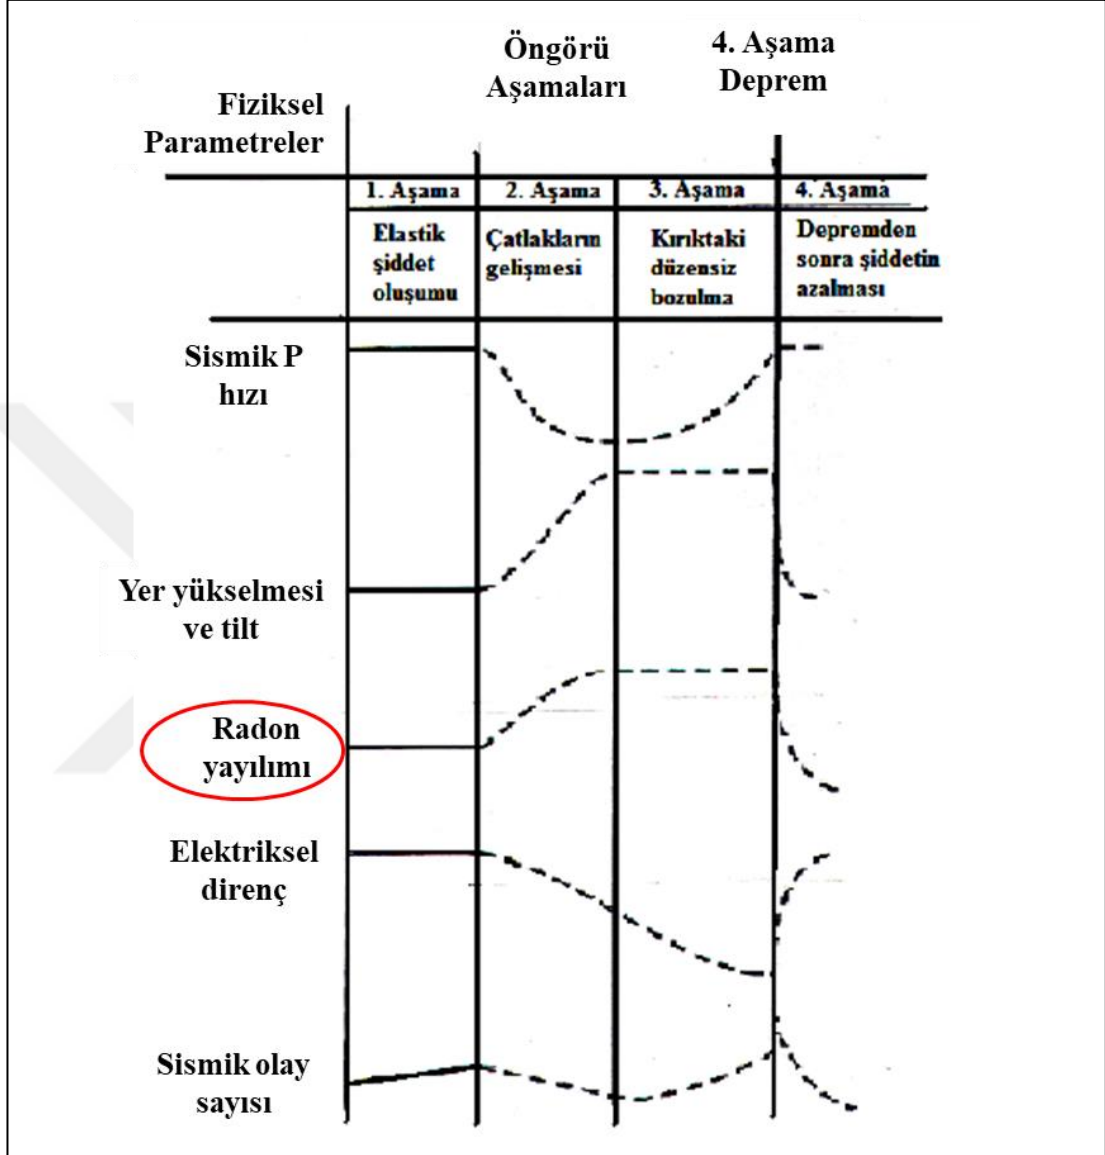 Öngörü
Aşamaları
4. Aşama
Deprem
Fiziksel
Parametreler
1. Aşama
2. Aşama
3. Aşama
4. Aşama
Elastik
şiddet
oluşumu
Çatlakların
gelişmesi
Kırıktaki
düzensiz
bozulma
Depremden
sonra şiddetin
azalması
Sismik P
hızı
Yer yükselmesi
ve tilt
Radon
yayılımı
Elektriksel
direnç
Sismik olay
sayısı